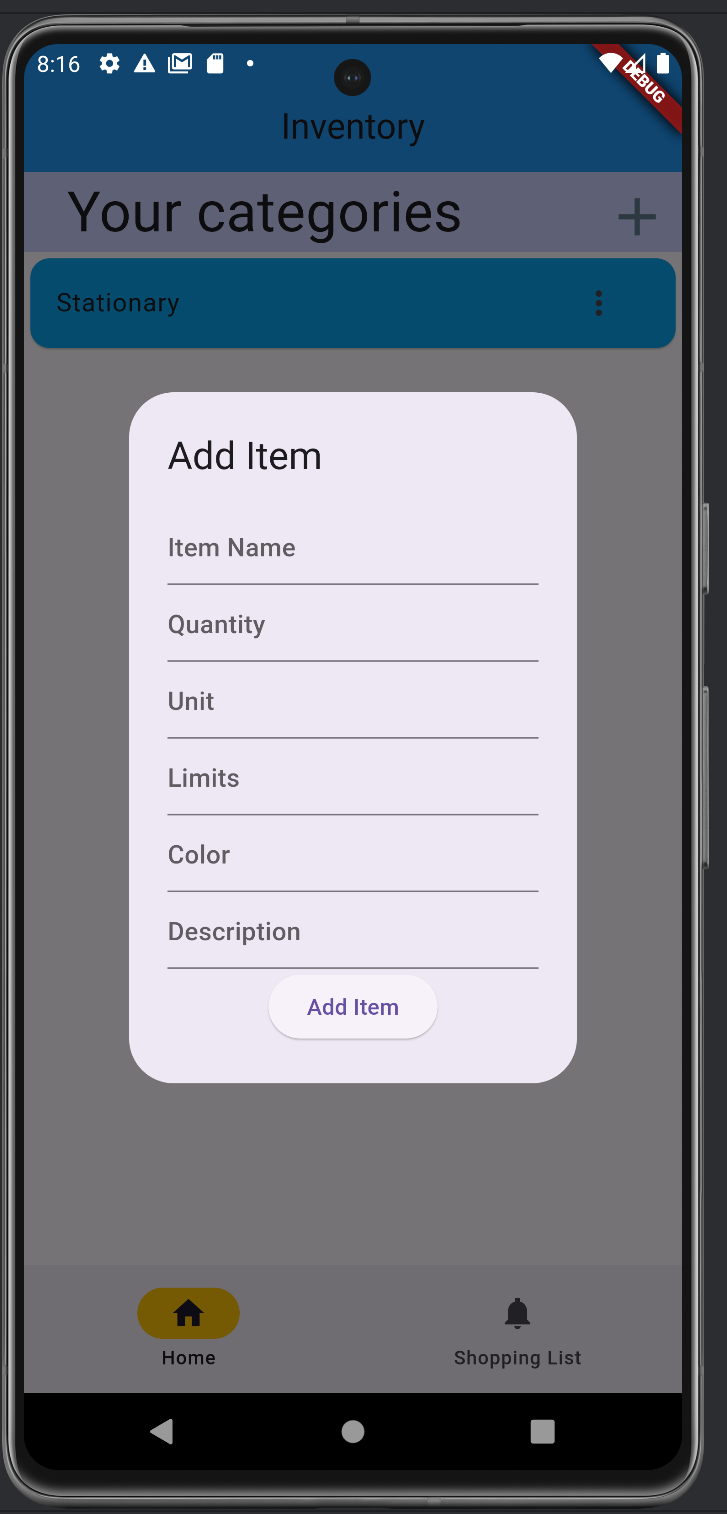 8:16
DEBUG
Inventory
Your categories
Stationary
Add Item
Item Name
Quantity
Unit
Limits
Color
Description
Add Item
Home
Shopping List